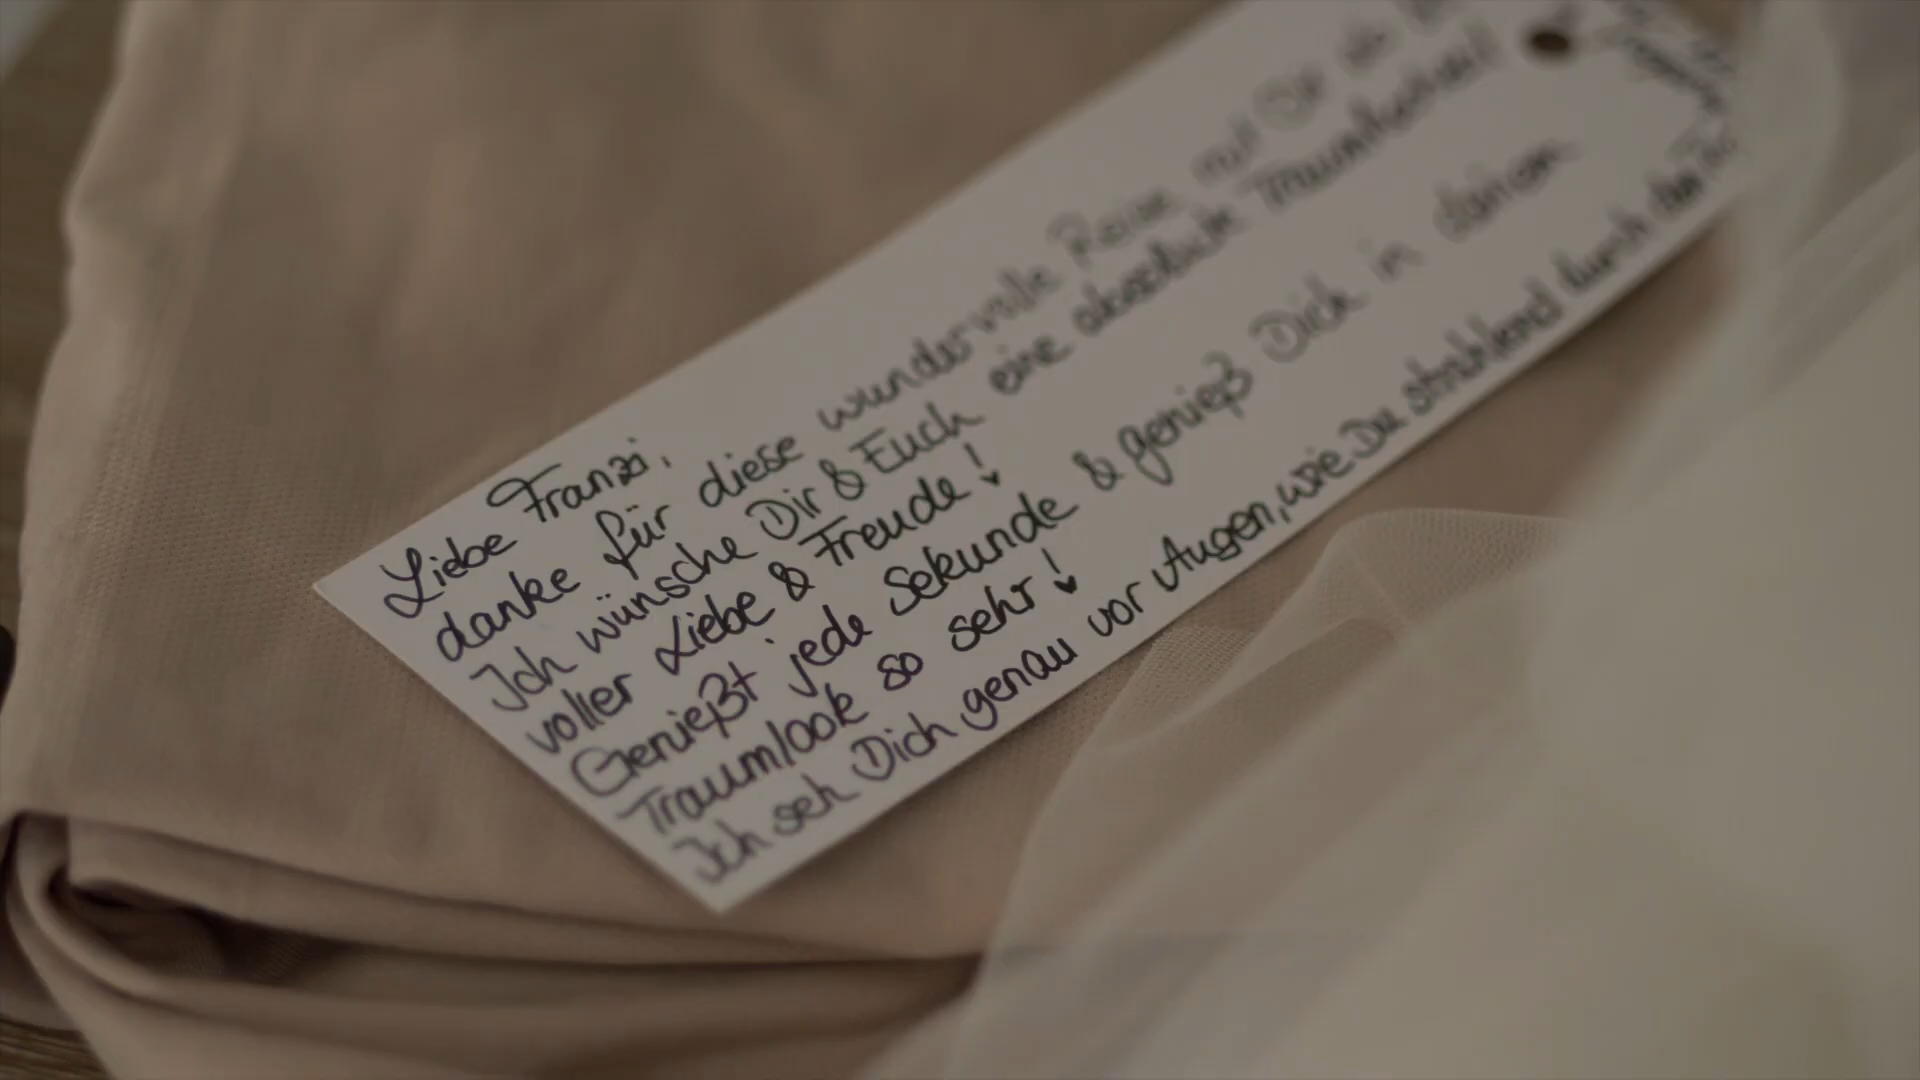 Liebe Franzi,
danke für diese wundervolle Reise mit Dir
Ich wünsche Dir & Euch eine absolute Traumhochzeit
voller Liebe & Freude!
Genießt jede Sekunde & genieß Dich in deinem
Traumlook so sehr!
Ich seh Dich genau vor Augen, wie Du strahlend durch den